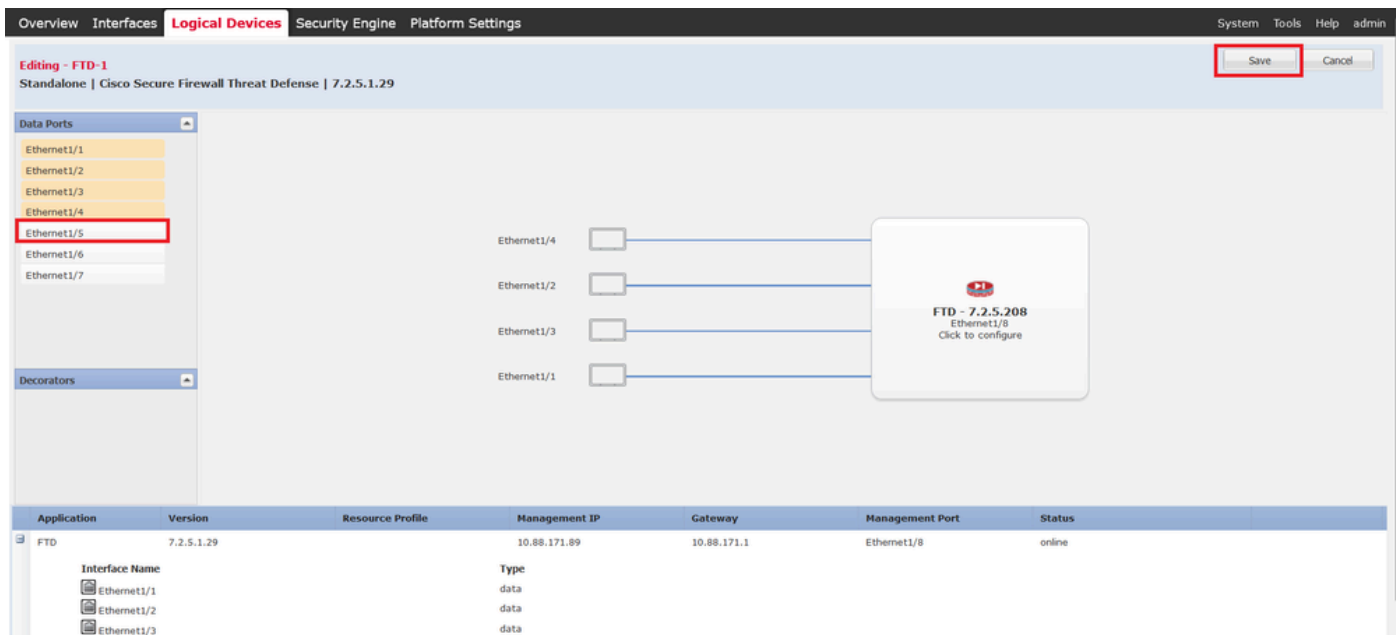 Overview Interfaces Logical Devices Security Engine Platform Settings System Tools Help admin
Editing - FTD-1
Save Cancel
Standalone | Cisco Secure Firewall Threat Defense | 7.2.5.1.29
Data Ports
Ethernet1/1
Ethernet1/2
Ethernet1/3
Ethernet1/4
Ethernet1/5
Ethernet1/6
Ethernet1/7
Decorators
Ethernet1/4
Ethernet1/2
Ethernet1/3
Ethernet1/1
FTD - 7.2.5.208
Ethernet1/8
Click to configure
Application Version Resource Profile Management IP Gateway Management Port Status
FTD 7.2.5.1.29 10.88.171.89 10.88.171.1 Ethernet1/8 online
Interface Name Type
Ethernet1/1 data
Ethernet1/2 data
Ethernet1/3 data